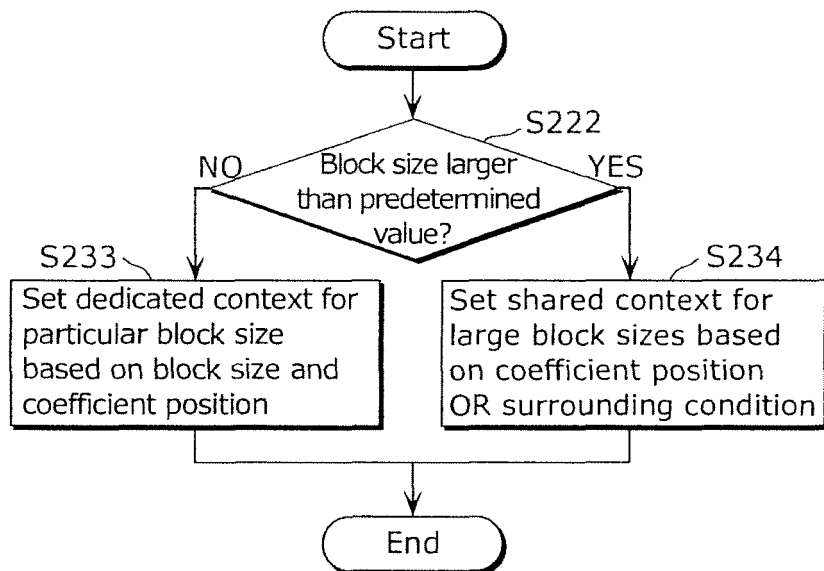 Start
S222
NO
Block size larger
than predetermined
value?
YES
S233
Set dedicated context for
particular block size
based on block size and
coefficient position
S234
Set shared context for
large block sizes based
on coefficient position
OR surrounding condition
End